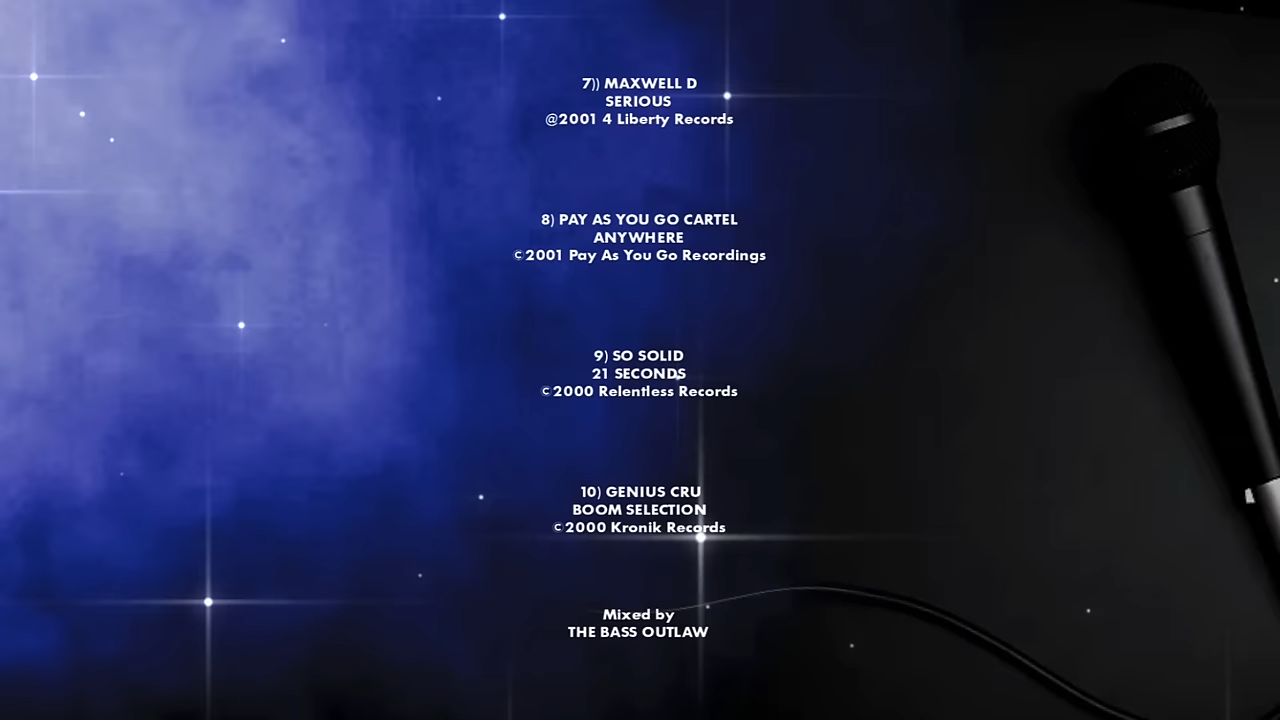 7)) MAXWELL D
SERIOUS
@2001 4 Liberty Records
8) PAY AS YOU GO CARTEL
ANYWHERE
©2001 Pay As You Go Recordings
9) SO SOLID
21 SECONDS
©2000 Relentless Records
10) GENIUS CRU
BOOM SELECTION
©2000 Kronik Records
Mixed by
THE BASS OUTLAW